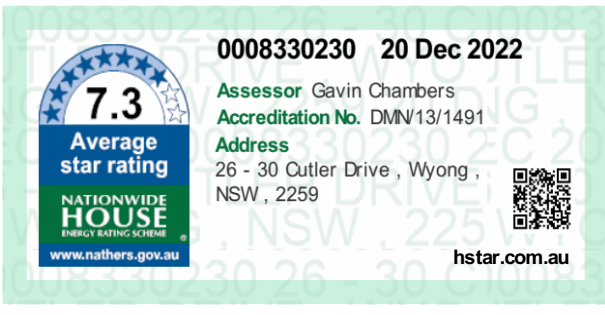 0008330230 20 Dec 2022
7.3
Average
star rating
NATIONWIDE
HOUSE
ENERGY RATING SCHEME
®
www.nathers.gov.au
Assessor Gavin Chambers
Accreditation No. DMN/13/1491
Address
26 - 30 Cutler Drive , Wyong ,
NSW , 2259
hstar.com.au